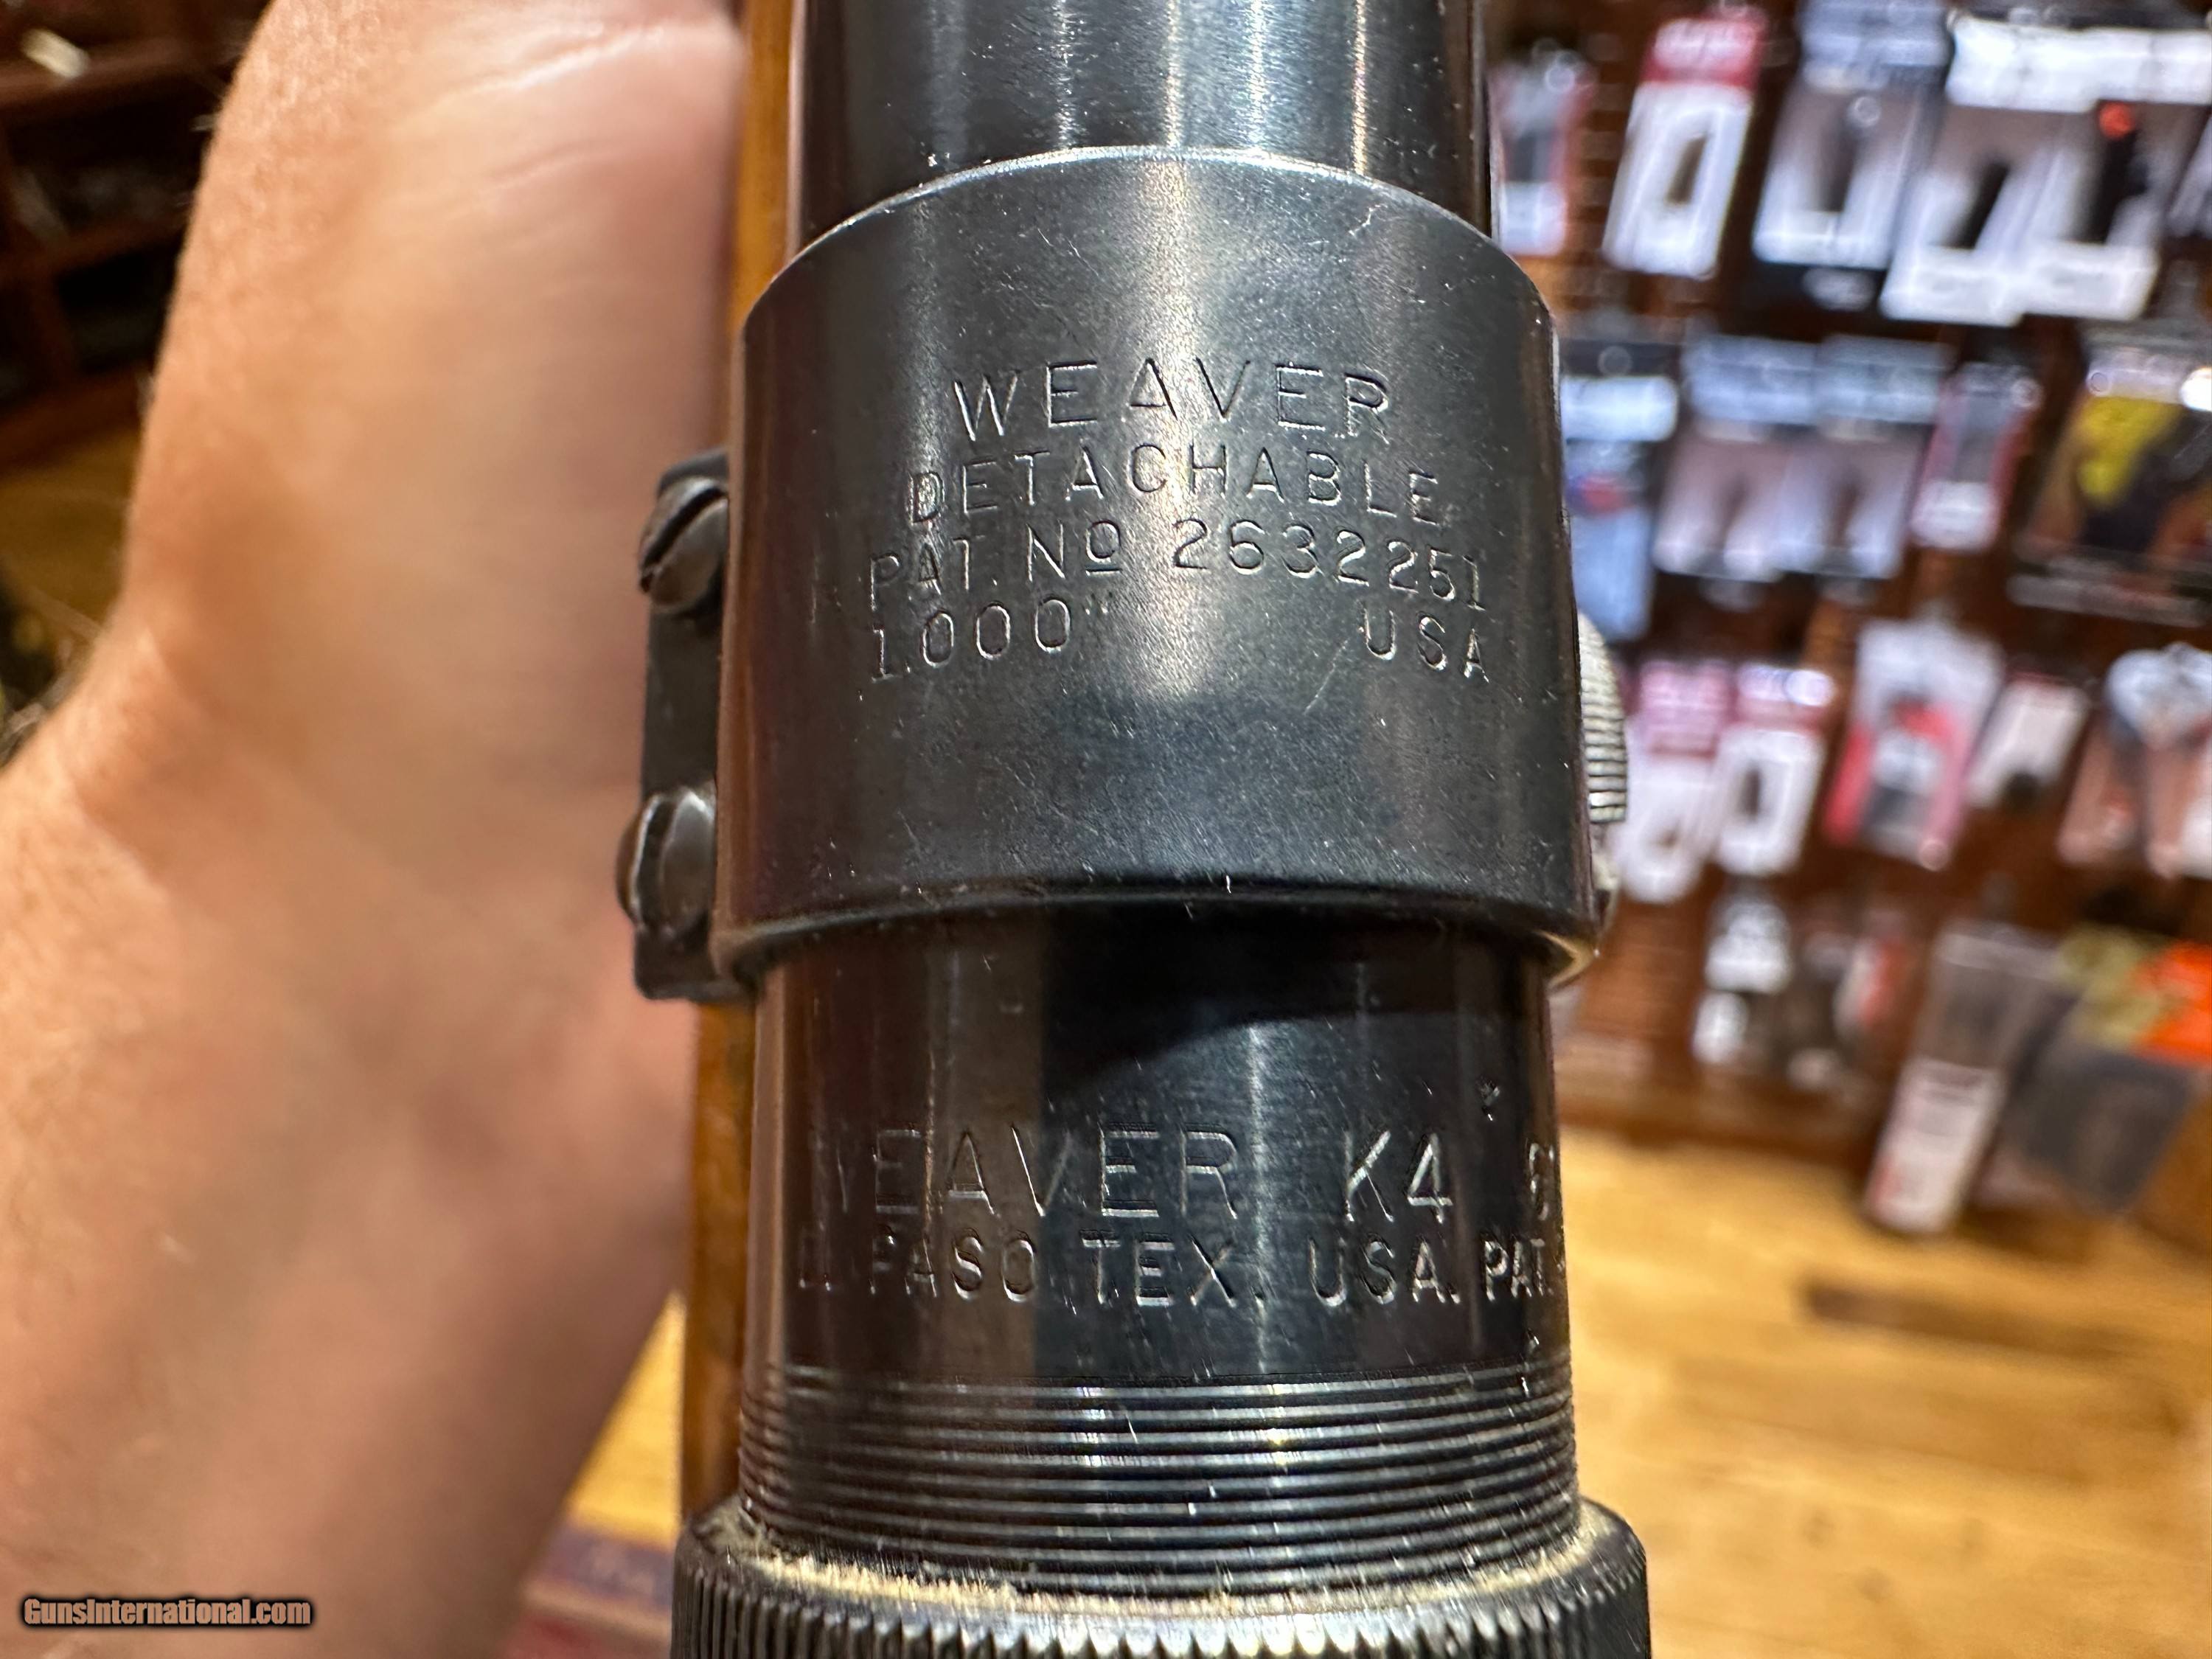 WEAVER
DETACHABLE
PAT. Nº 2632251
1.000" USA
WEAVER K4
PASO TEX. USA. PAT.
GunsInternational.com